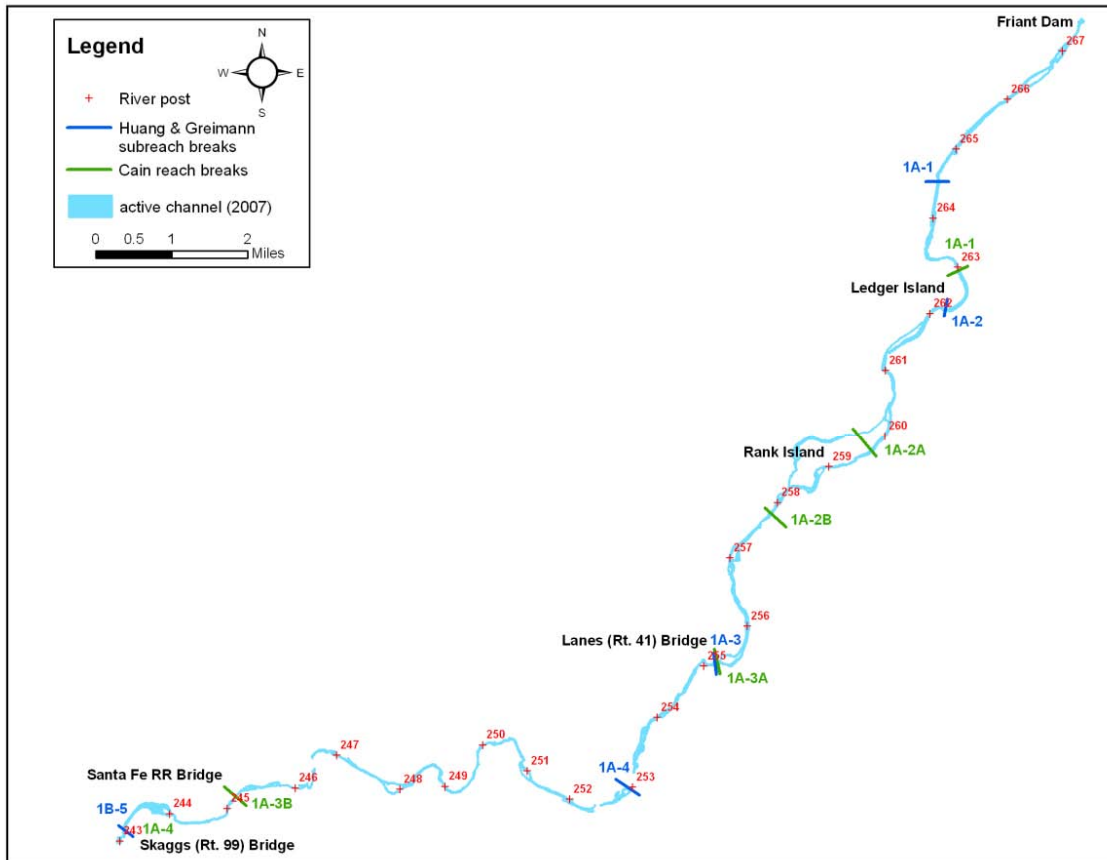 Legend
N
W
E
S
River post
Huang & Greimann
subreach breaks
Cain reach breaks
active channel (2007)
0 0.5 1 2
Miles
Friant Dam
267
266
265
1A-1
264
1A-1
263
Ledger Island
262
1A-2
261
260
1A-2A
Rank Island
259
258
1A-2B
257
256
Lanes (Rt. 41) Bridge
1A-3
255
1A-3A
254
253
1A-4
252
251
250
249
248
247
246
Santa Fe RR Bridge
245
1A-3B
244
1B-5
243
1A-4
Skaggs (Rt. 99) Bridge